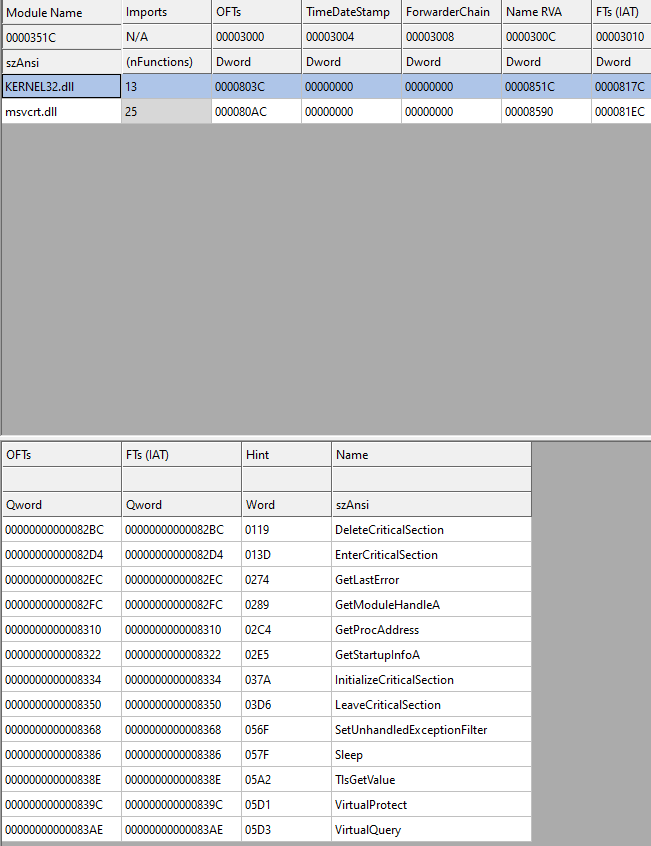 Module Name Imports OFTs TimeDateStamp ForwarderChain Name RVA FTs (IAT)
0000351C N/A 00003000 00003004 00003008 0000300C 00003010
szAnsi (nFunctions) Dword Dword Dword Dword Dword
KERNEL32.dll 13 0000803C 00000000 00000000 0000851C 0000817C
msvcrt.dll 25 000080AC 00000000 00000000 00008590 000081EC
OFTs FTs (IAT) Hint Name
Qword Qword Word szAnsi
00000000000082BC 00000000000082BC 0119 DeleteCriticalSection
00000000000082D4 00000000000082D4 013D EnterCriticalSection
00000000000082EC 00000000000082EC 0274 GetLastError
00000000000082FC 00000000000082FC 0289 GetModuleHandleA
0000000000008310 0000000000008310 02C4 GetProcAddress
0000000000008322 0000000000008322 02E5 GetStartupInfoA
0000000000008334 0000000000008334 037A InitializeCriticalSection
0000000000008350 0000000000008350 03D6 LeaveCriticalSection
0000000000008368 0000000000008368 056F SetUnhandledExceptionFilter
0000000000008386 0000000000008386 057F Sleep
000000000000838E 000000000000838E 05A2 TlsGetValue
000000000000839C 000000000000839C 05D1 VirtualProtect
00000000000083AE 00000000000083AE 05D3 VirtualQuery